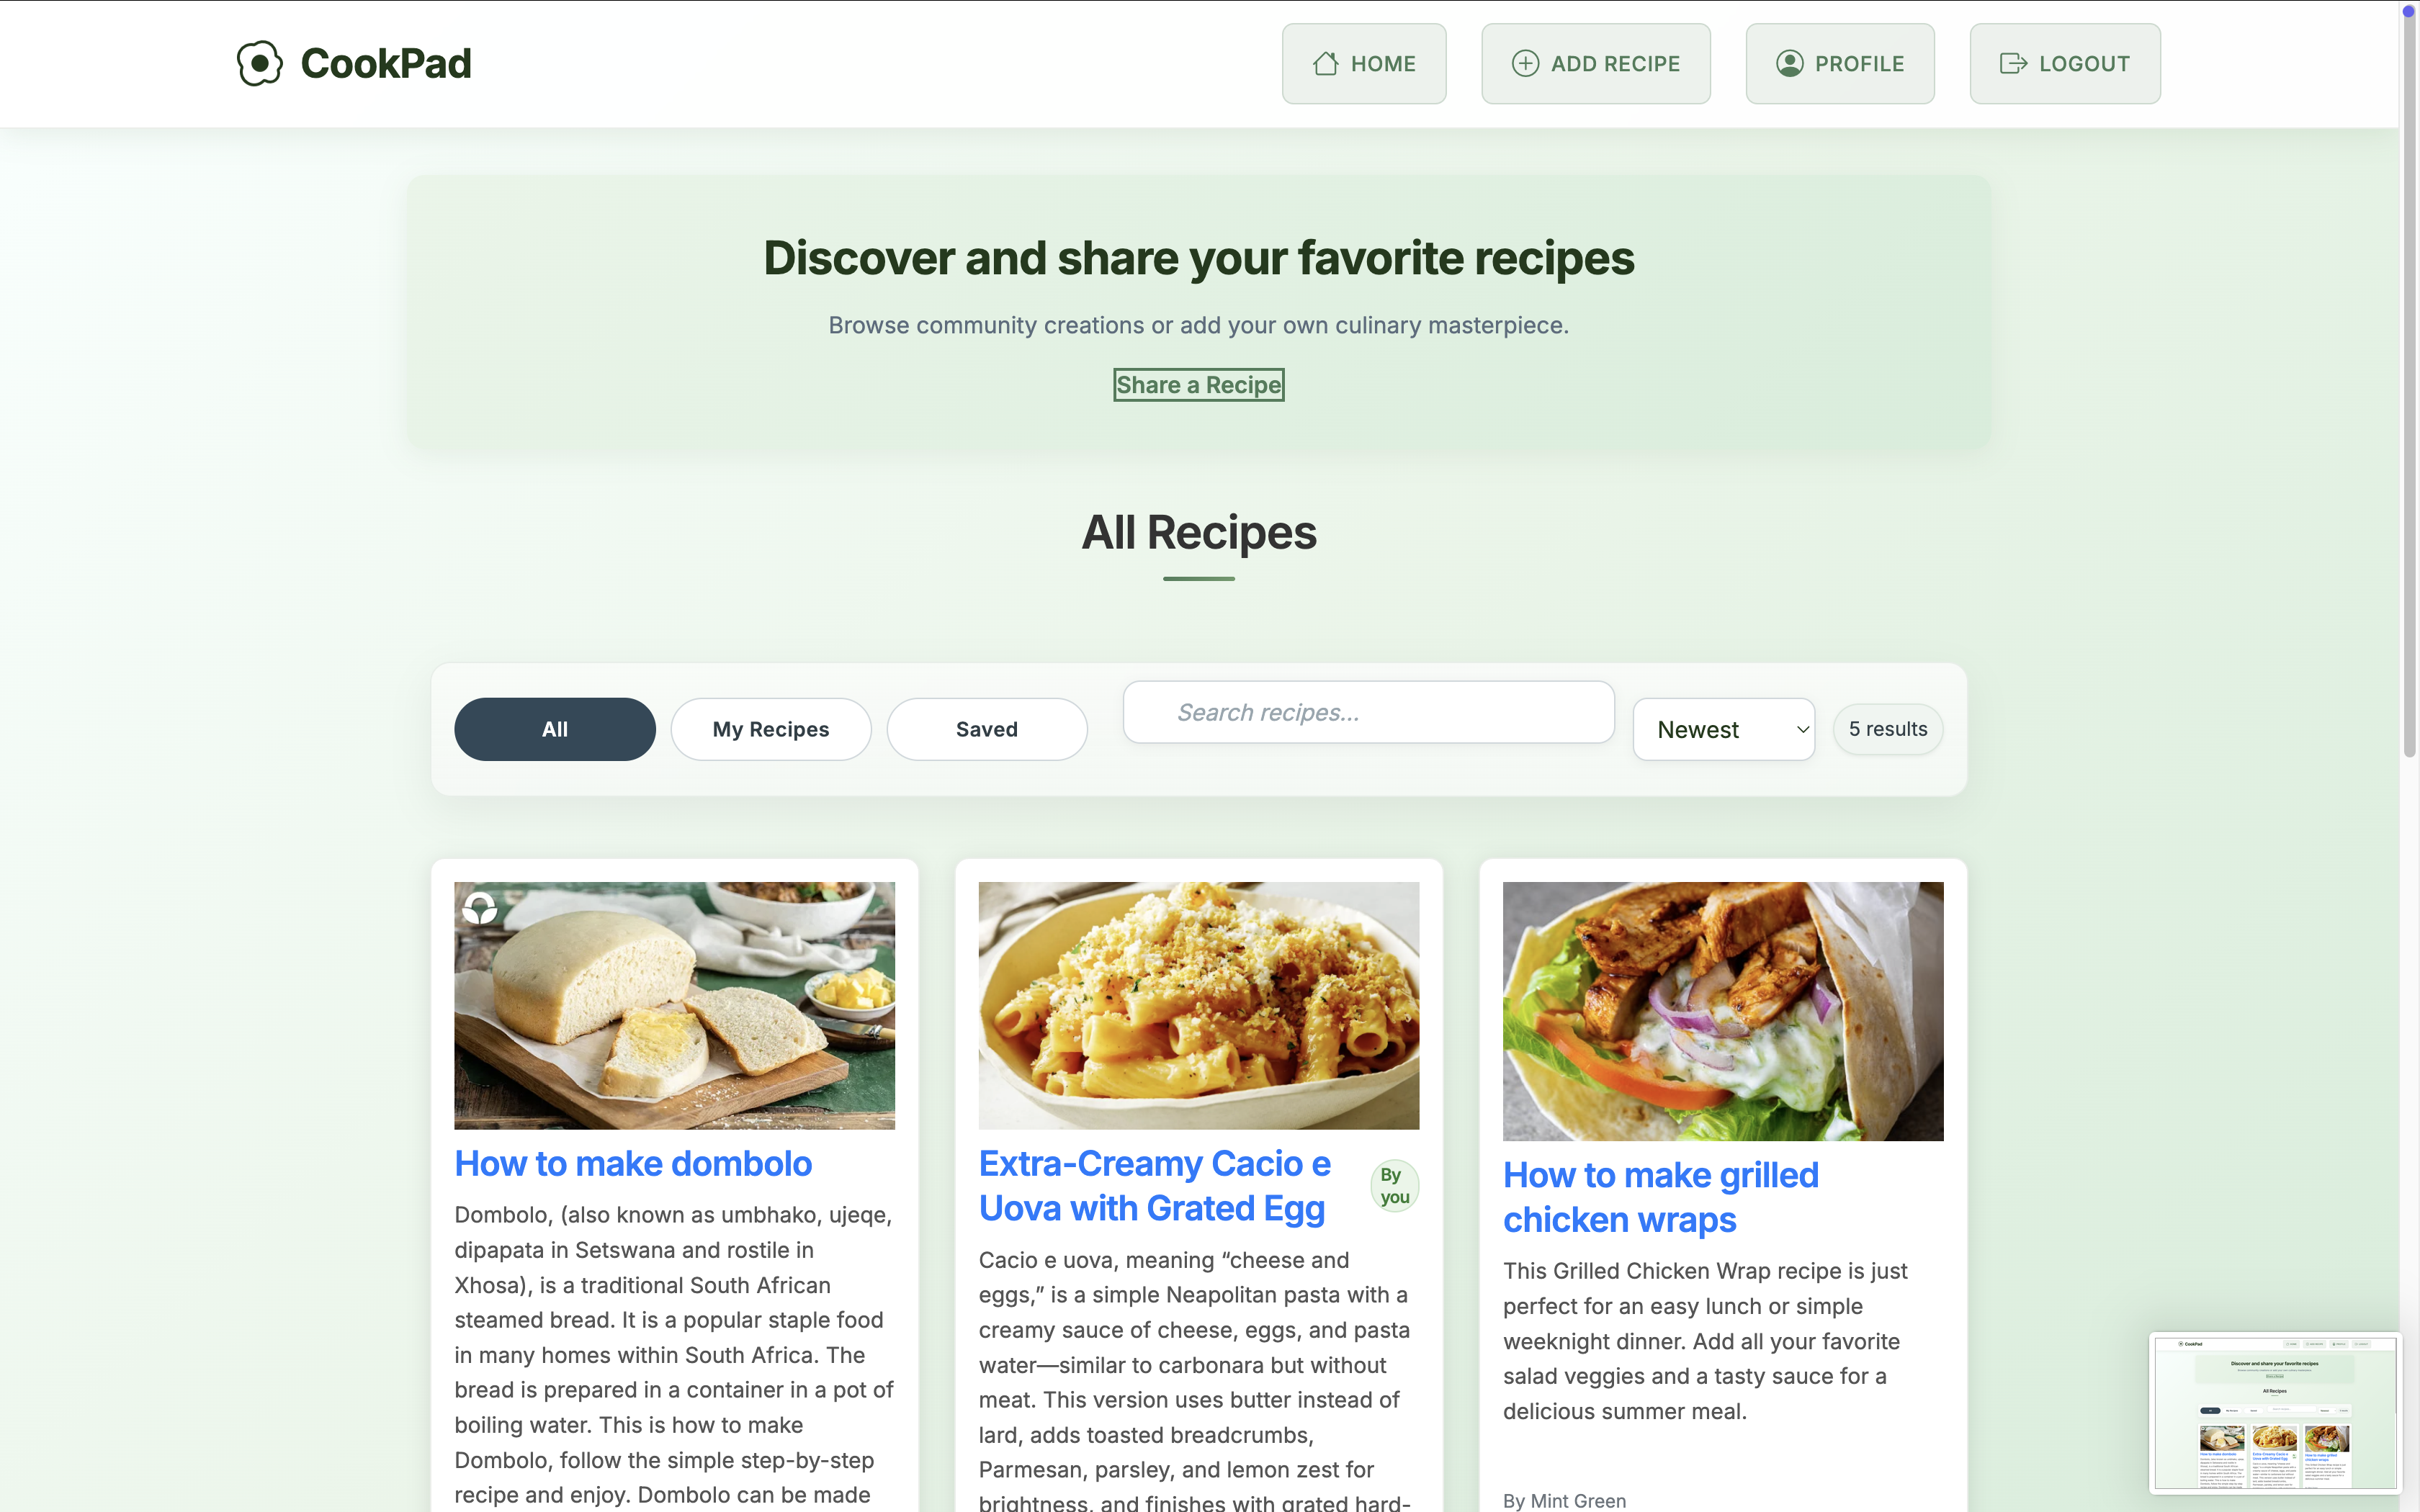 CookPad
HOME
ADD RECIPE
PROFILE
LOGOUT
Discover and share your favorite recipes
Browse community creations or add your own culinary masterpiece.
Share a Recipe
All Recipes
All
My Recipes
Saved
Search recipes...
Newest
5 results
How to make dombolo
Dombolo, (also known as umbhako, ujeqe,
dipapata in Setswana and rostile in
Xhosa), is a traditional South African
steamed bread. It is a popular staple food
in many homes within South Africa. The
bread is prepared in a container in a pot of
boiling water. This is how to make
Dombolo, follow the simple step-by-step
recipe and enjoy. Dombolo can be made
Extra-Creamy Cacio e
Uova with Grated Egg
By
you
Cacio e uova, meaning “cheese and
eggs,” is a simple Neapolitan pasta with a
creamy sauce of cheese, eggs, and pasta
water—similar to carbonara but without
meat. This version uses butter instead of
lard, adds toasted breadcrumbs,
Parmesan, parsley, and lemon zest for
brightness, and finishes with grated hard-
How to make grilled
chicken wraps
This Grilled Chicken Wrap recipe is just
perfect for an easy lunch or simple
weeknight dinner. Add all your favorite
salad veggies and a tasty sauce for a
delicious summer meal.
By Mint Green
CookPad
Discover and share your favorite recipes
All Recipes